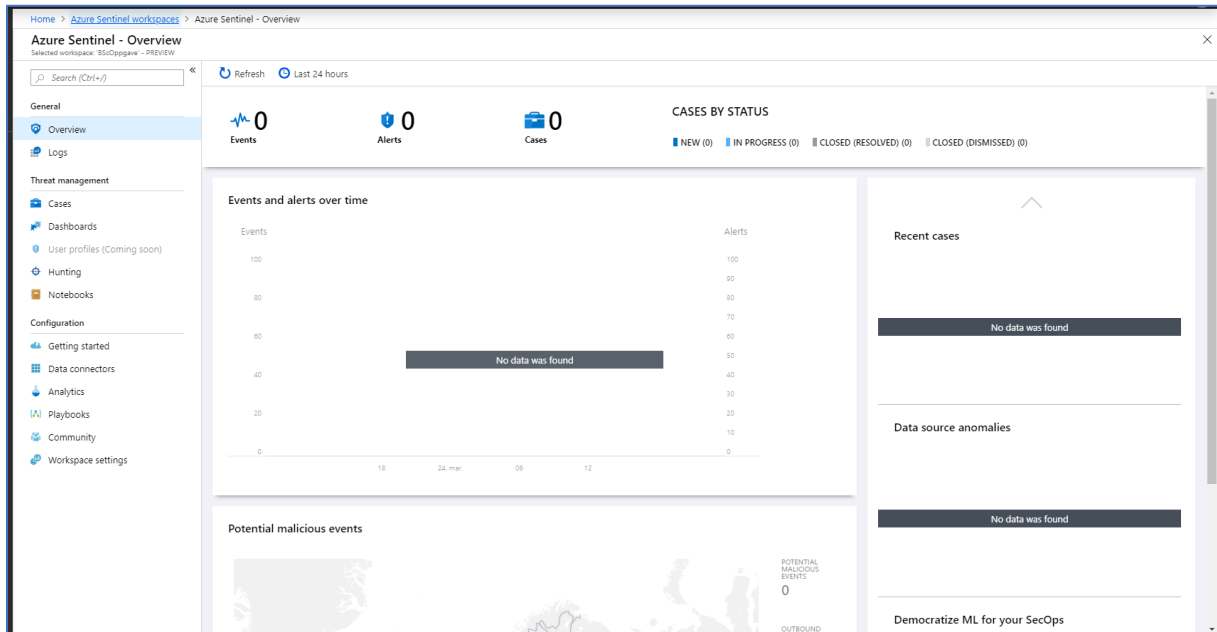 Home > Azure Sentinel workspaces > Azure Sentinel - Overview
Azure Sentinel - Overview
Selected workspace: 'BScOppgave' - PREVIEW
Search (Ctrl+/)
«
Refresh
Last 24 hours
General
Overview
Logs
Threat management
Cases
Dashboards
User profiles (Coming soon)
Hunting
Notebooks
Configuration
Getting started
Data connectors
Analytics
Playbooks
Community
Workspace settings
0
Events
0
Alerts
0
Cases
CASES BY STATUS
NEW (0) IN PROGRESS (0) CLOSED (RESOLVED) (0) CLOSED (DISMISSED) (0)
Events and alerts over time
Events
100
80
60
40
20
0
Alerts
100
90
80
70
60
50
40
30
20
10
0
No data was found
18 24. mar. 06 12
Potential malicious events
POTENTIAL
MALICIOUS
EVENTS
0
OUTBOUND
Recent cases
No data was found
Data source anomalies
No data was found
Democratize ML for your SecOps